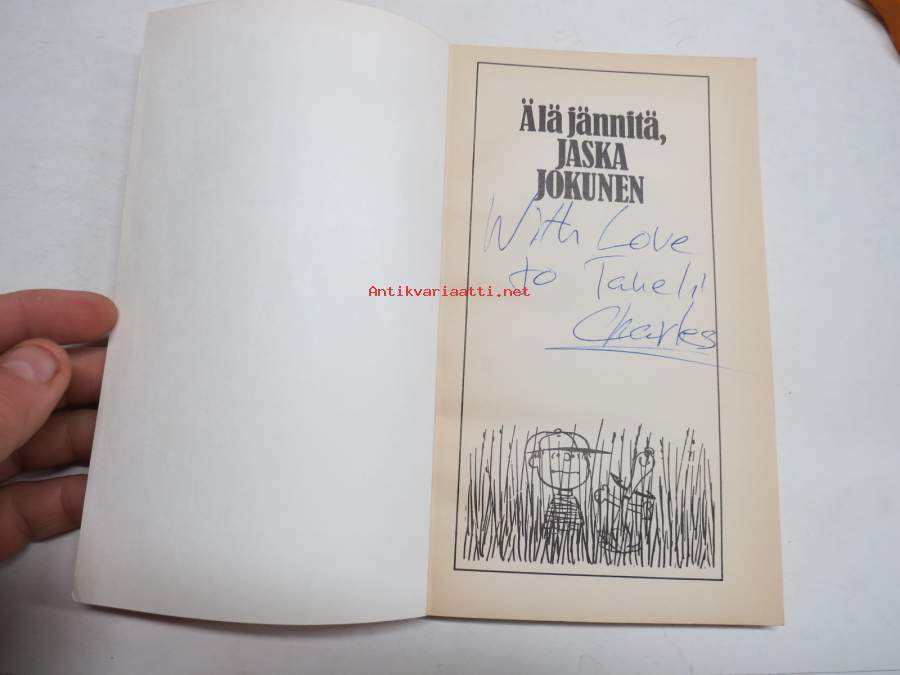 Älä jännitä,
JASKA
JOKUNEN
With Love
to Taneli
Charles
Antikvariaatti.net